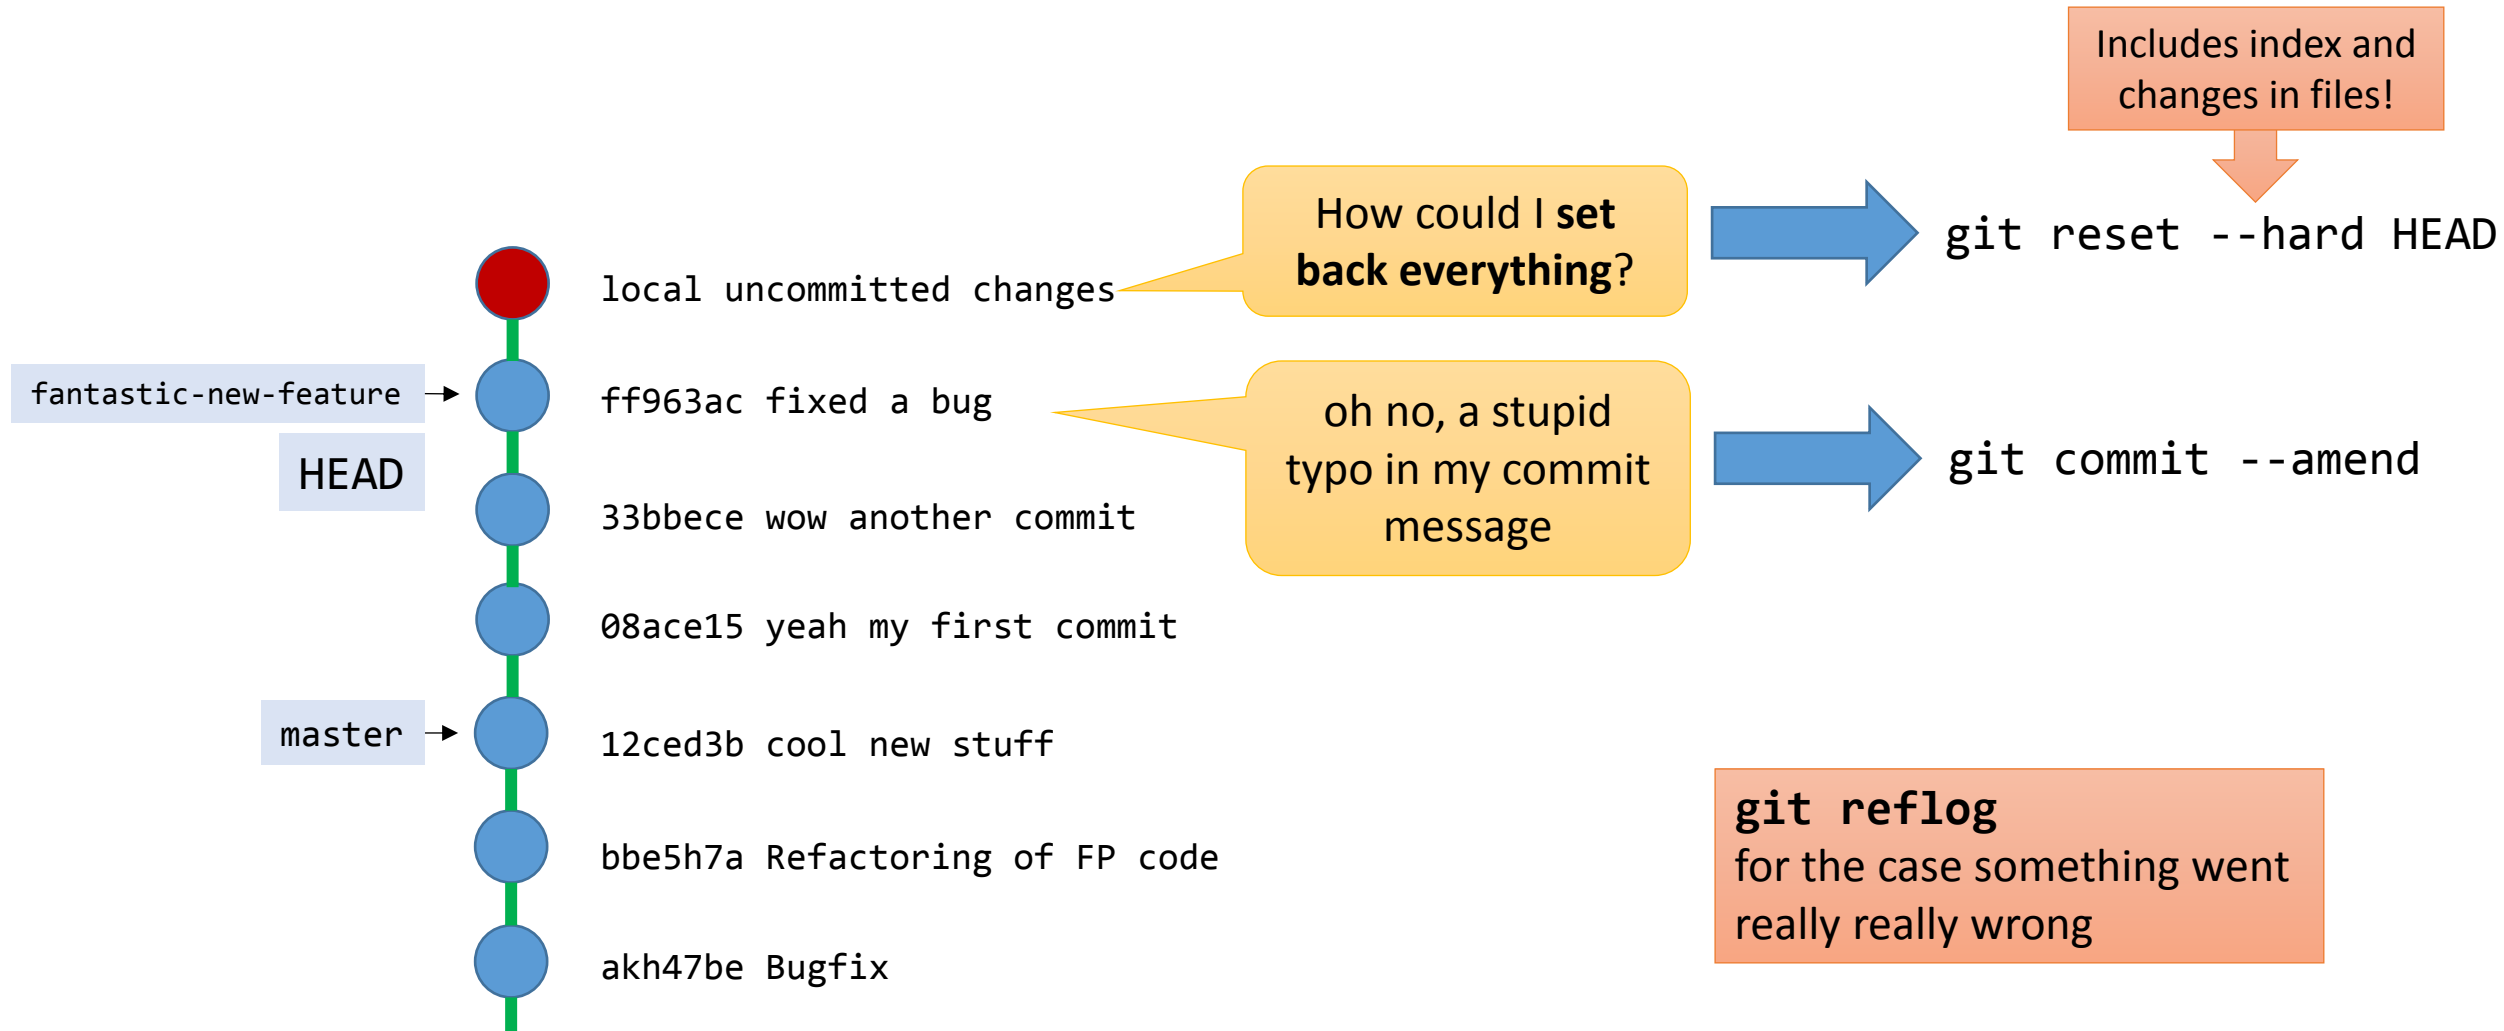 Includes index and
changes in files!
How could I set
back everything?
git reset --hard HEAD
local uncommitted changes
fantastic-new-feature
ff963ac fixed a bug
oh no, a stupid
typo in my commit
message
git commit --amend
HEAD
33bbece wow another commit
08ace15 yeah my first commit
master
12ced3b cool new stuff
git reflog
for the case something went
really really wrong
bbe5h7a Refactoring of FP code
akh47be Bugfix